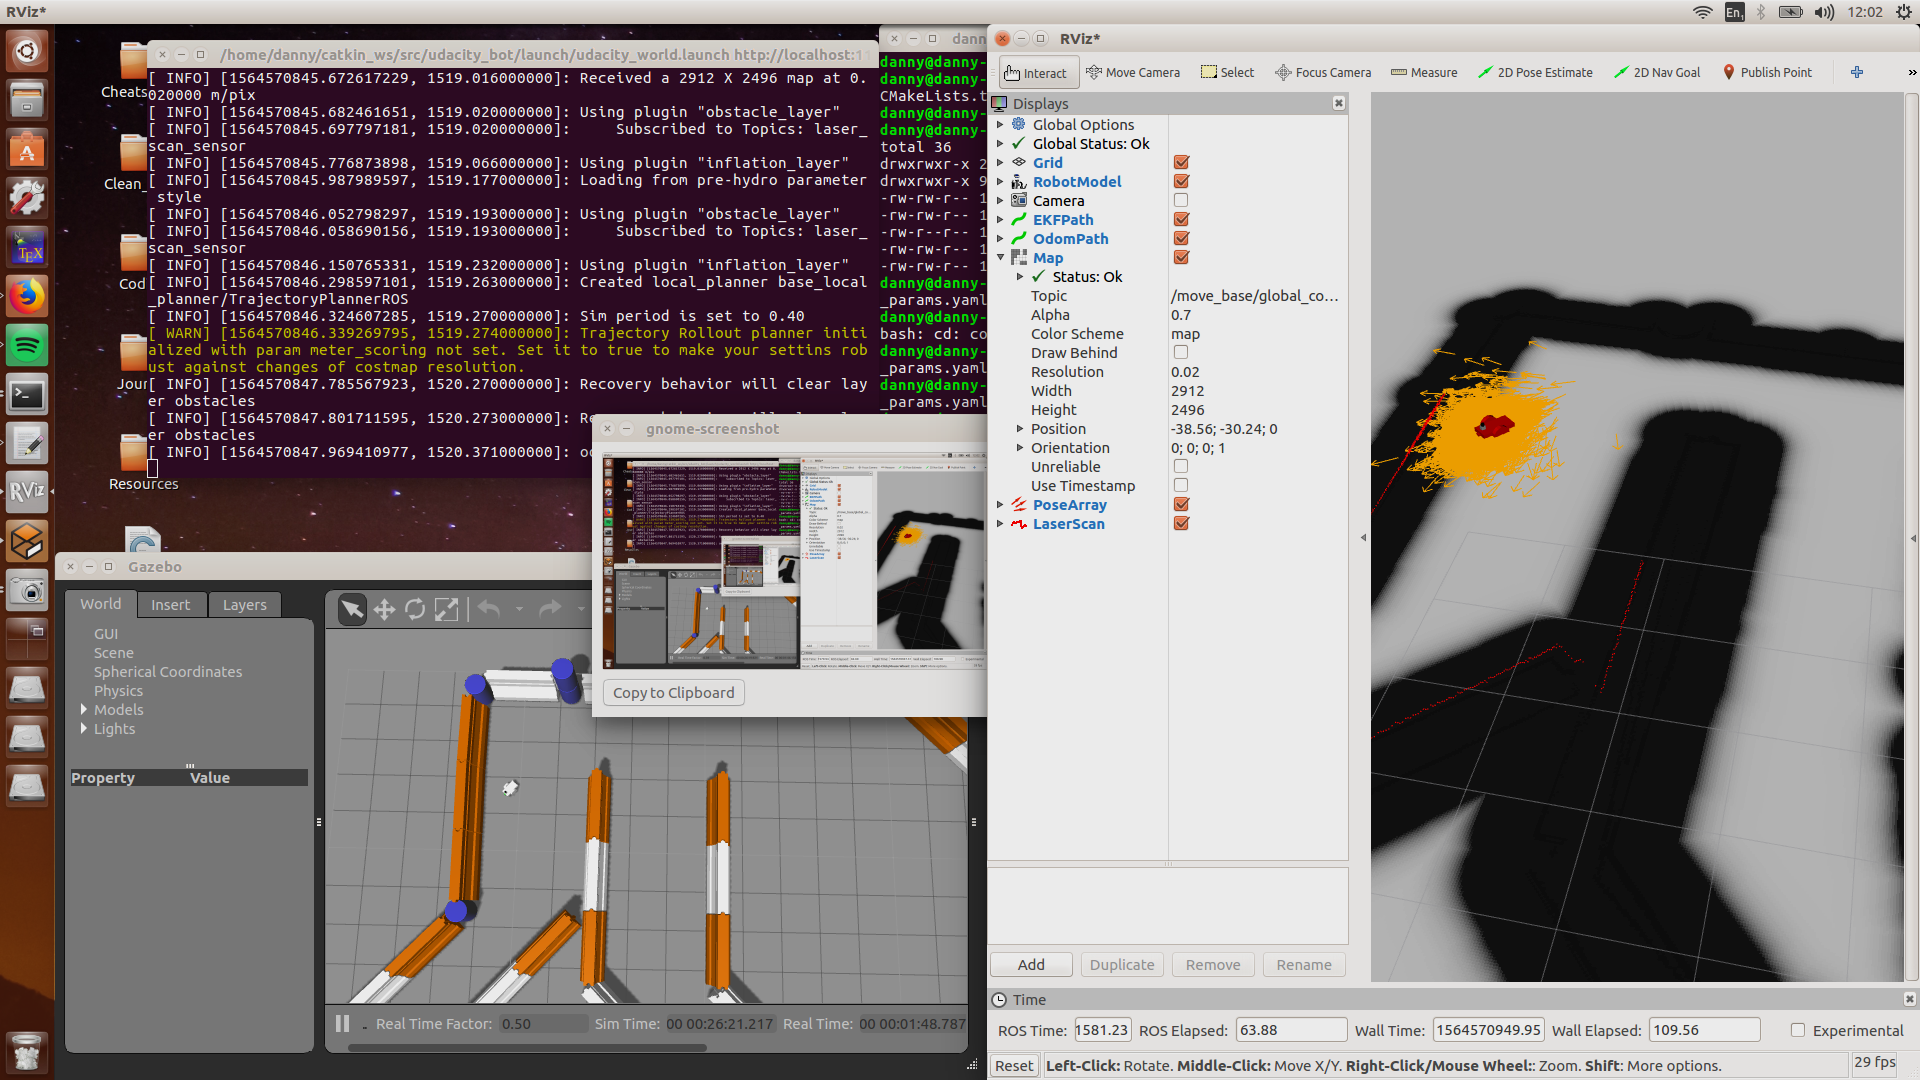 RViz*
En1
12:02
/home/danny/catkin_ws/src/udacity_bot/launch/udacity_world.launch http://localhost:1
[ INFO] [1564570845.672617229, 1519.016000000]: Received a 2912 X 2496 map at 0.
020000 m/pix
[ INFO] [1564570845.682461651, 1519.020000000]: Using plugin "obstacle_layer"
[ INFO] [1564570845.697797181, 1519.020000000]:     Subscribed to Topics: laser_
scan_sensor
[ INFO] [1564570845.776873898, 1519.066000000]: Using plugin "inflation_layer"
[ INFO] [1564570845.987989597, 1519.177000000]: Loading from pre-hydro parameter
style
[ INFO] [1564570846.052798297, 1519.193000000]: Using plugin "obstacle_layer"
[ INFO] [1564570846.058690156, 1519.193000000]:     Subscribed to Topics: laser_
scan_sensor
[ INFO] [1564570846.150765331, 1519.232000000]: Using plugin "inflation_layer"
[ INFO] [1564570846.298597101, 1519.263000000]: Created local_planner base_local
_planner/TrajectoryPlannerROS
[ INFO] [1564570846.324607285, 1519.270000000]: Sim period is set to 0.40
[ WARN] [1564570846.339269795, 1519.274000000]: Trajectory Rollout planner initi
alized with param meter_scoring not set. Set it to true to make your settins rob
ust against changes of costmap resolution.
[ INFO] [1564570847.785567923, 1520.270000000]: Recovery behavior will clear lay
er obstacles
[ INFO] [1564570847.801711595, 1520.273000000]: Re
er obstacles
[ INFO] [1564570847.969410977, 1520.371000000]: od
Cheats
Clean_
Cod
Jour
Resources
dann
danny@danny-
danny@danny-
CMakeLists.t
danny@danny-
danny@danny-
total 36
drwxrwxr-x 2
drwxrwxr-x 9
-rw-rw-r-- 1
-rw-rw-r-- 1
-rw-rw-r-- 1
-rw-rw-r-- 1
-rw-rw-r-- 1
danny@danny-
_params.yaml
danny@danny-
bash: cd: co
danny@danny-
_params.yaml
danny@danny-
_params.yaml
gnome-screenshot
Copy to Clipboard
TEX
RViz
Gazebo
World
Insert
Layers
GUI
Scene
Spherical Coordinates
Physics
Models
Lights
Property Value
Real Time Factor: 0.50 Sim Time: 00 00:26:21.217 Real Time: 00 00:01:48.787
RViz*
Interact
Move Camera
Select
Focus Camera
Measure
2D Pose Estimate
2D Nav Goal
Publish Point
Displays
Global Options
Global Status: Ok
Grid
RobotModel
Camera
EKFPath
OdomPath
Map
Status: Ok
Topic /move_base/global_co…
Alpha 0.7
Color Scheme map
Draw Behind
Resolution 0.02
Width 2912
Height 2496
Position -38.56; -30.24; 0
Orientation 0; 0; 0; 1
Unreliable
Use Timestamp
PoseArray
LaserScan
Add
Duplicate
Remove
Rename
Time
ROS Time: 1581.23 ROS Elapsed: 63.88 Wall Time: 1564570949.95 Wall Elapsed: 109.56 Experimental
Reset Left-Click: Rotate. Middle-Click: Move X/Y. Right-Click/Mouse Wheel:: Zoom. Shift: More options. 29 fps